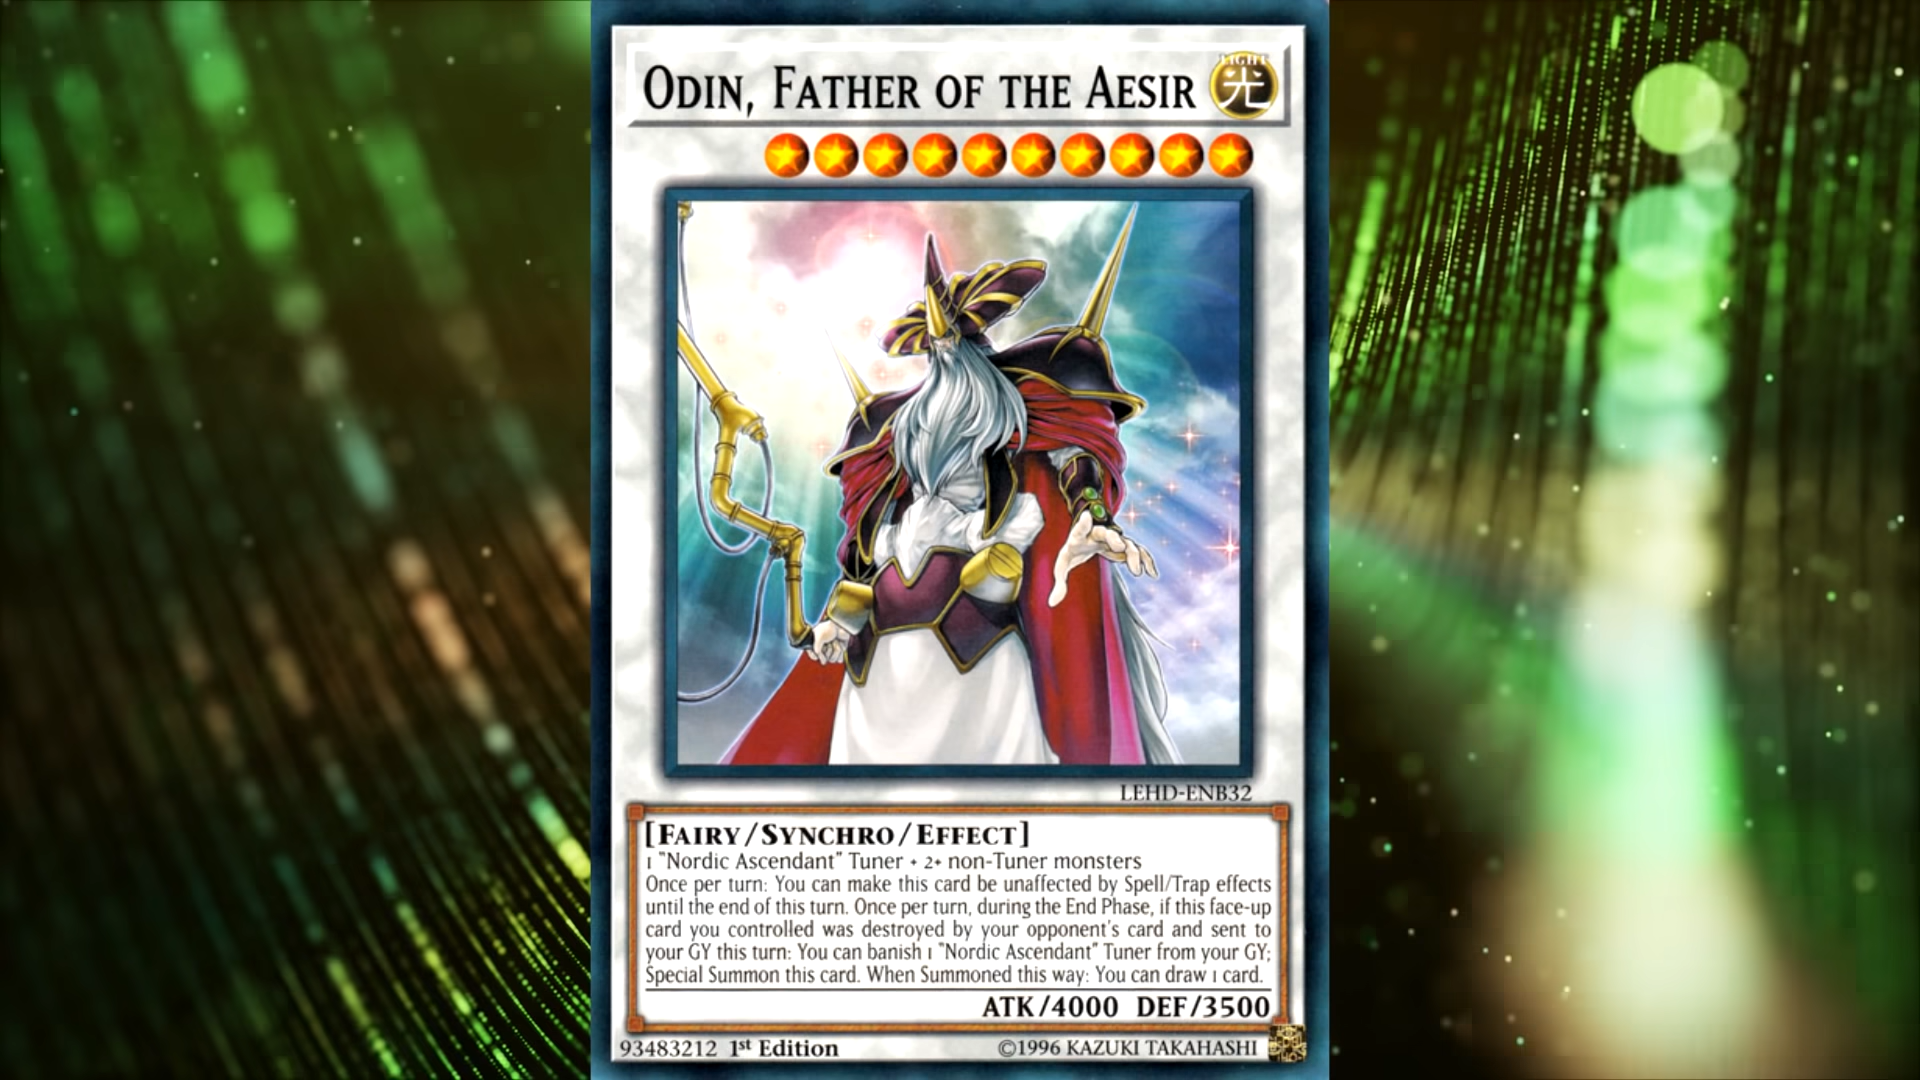 Odin, Father of the Aesir
LIGHT
光
LEHD-ENB32
[Fairy/Synchro/Effect]
1 "Nordic Ascendant" Tuner + 2+ non-Tuner monsters
Once per turn: You can make this card be unaffected by Spell/Trap effects
until the end of this turn. Once per turn, during the End Phase, if this face-up
card you controlled was destroyed by your opponent's card and sent to
your GY this turn: You can banish 1 "Nordic Ascendant" Tuner from your GY;
Special Summon this card. When Summoned this way: You can draw 1 card.
ATK/4000 DEF/3500
93483212 1st Edition
©1996 KAZUKI TAKAHASHI